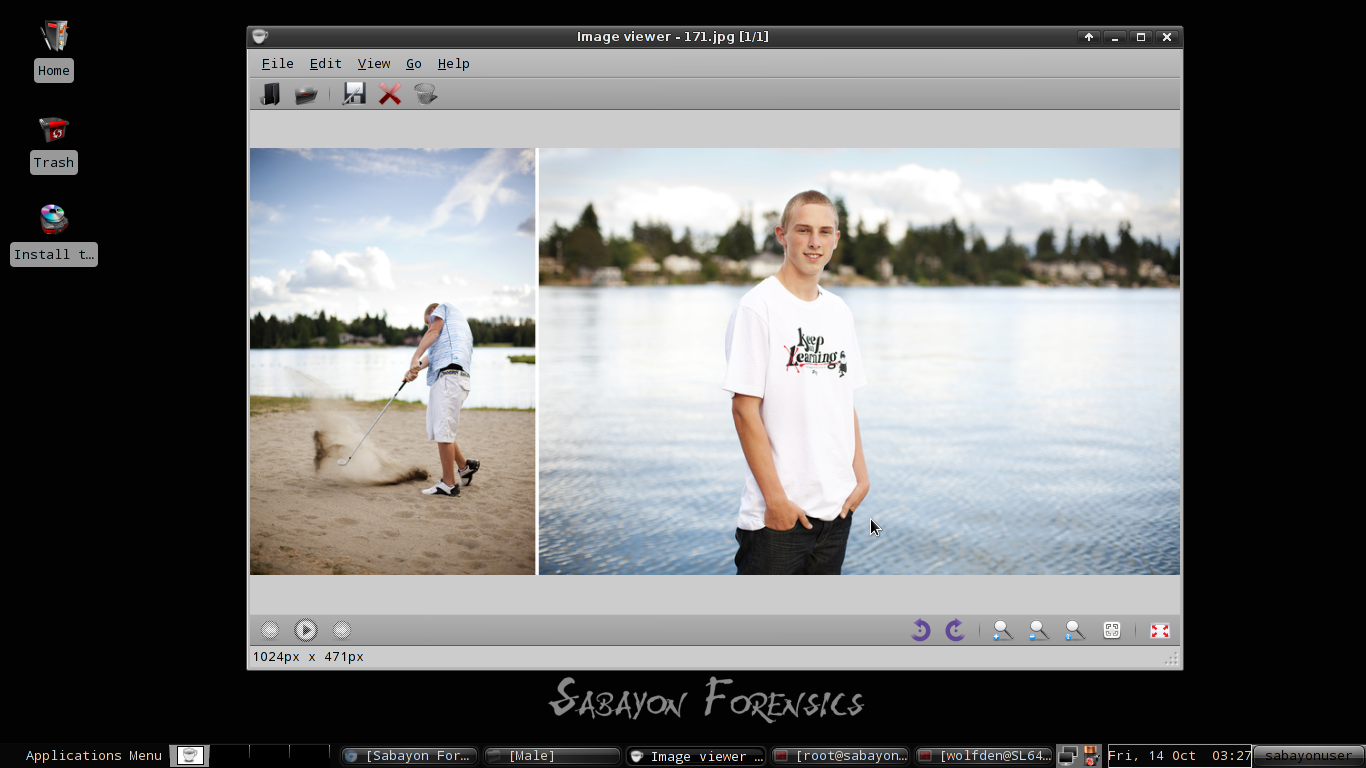 Image viewer - 171.jpg [1/1]
Home
File Edit View Go Help
Trash
Install t…
keep
Learning
1024px x 471px
Sabayon Forensics
Applications Menu
[Sabayon For…
[Male]
Image viewer …
[root@sabayon…
[wolfden@SL64…
Fri, 14 Oct 03:27
sabayonuser